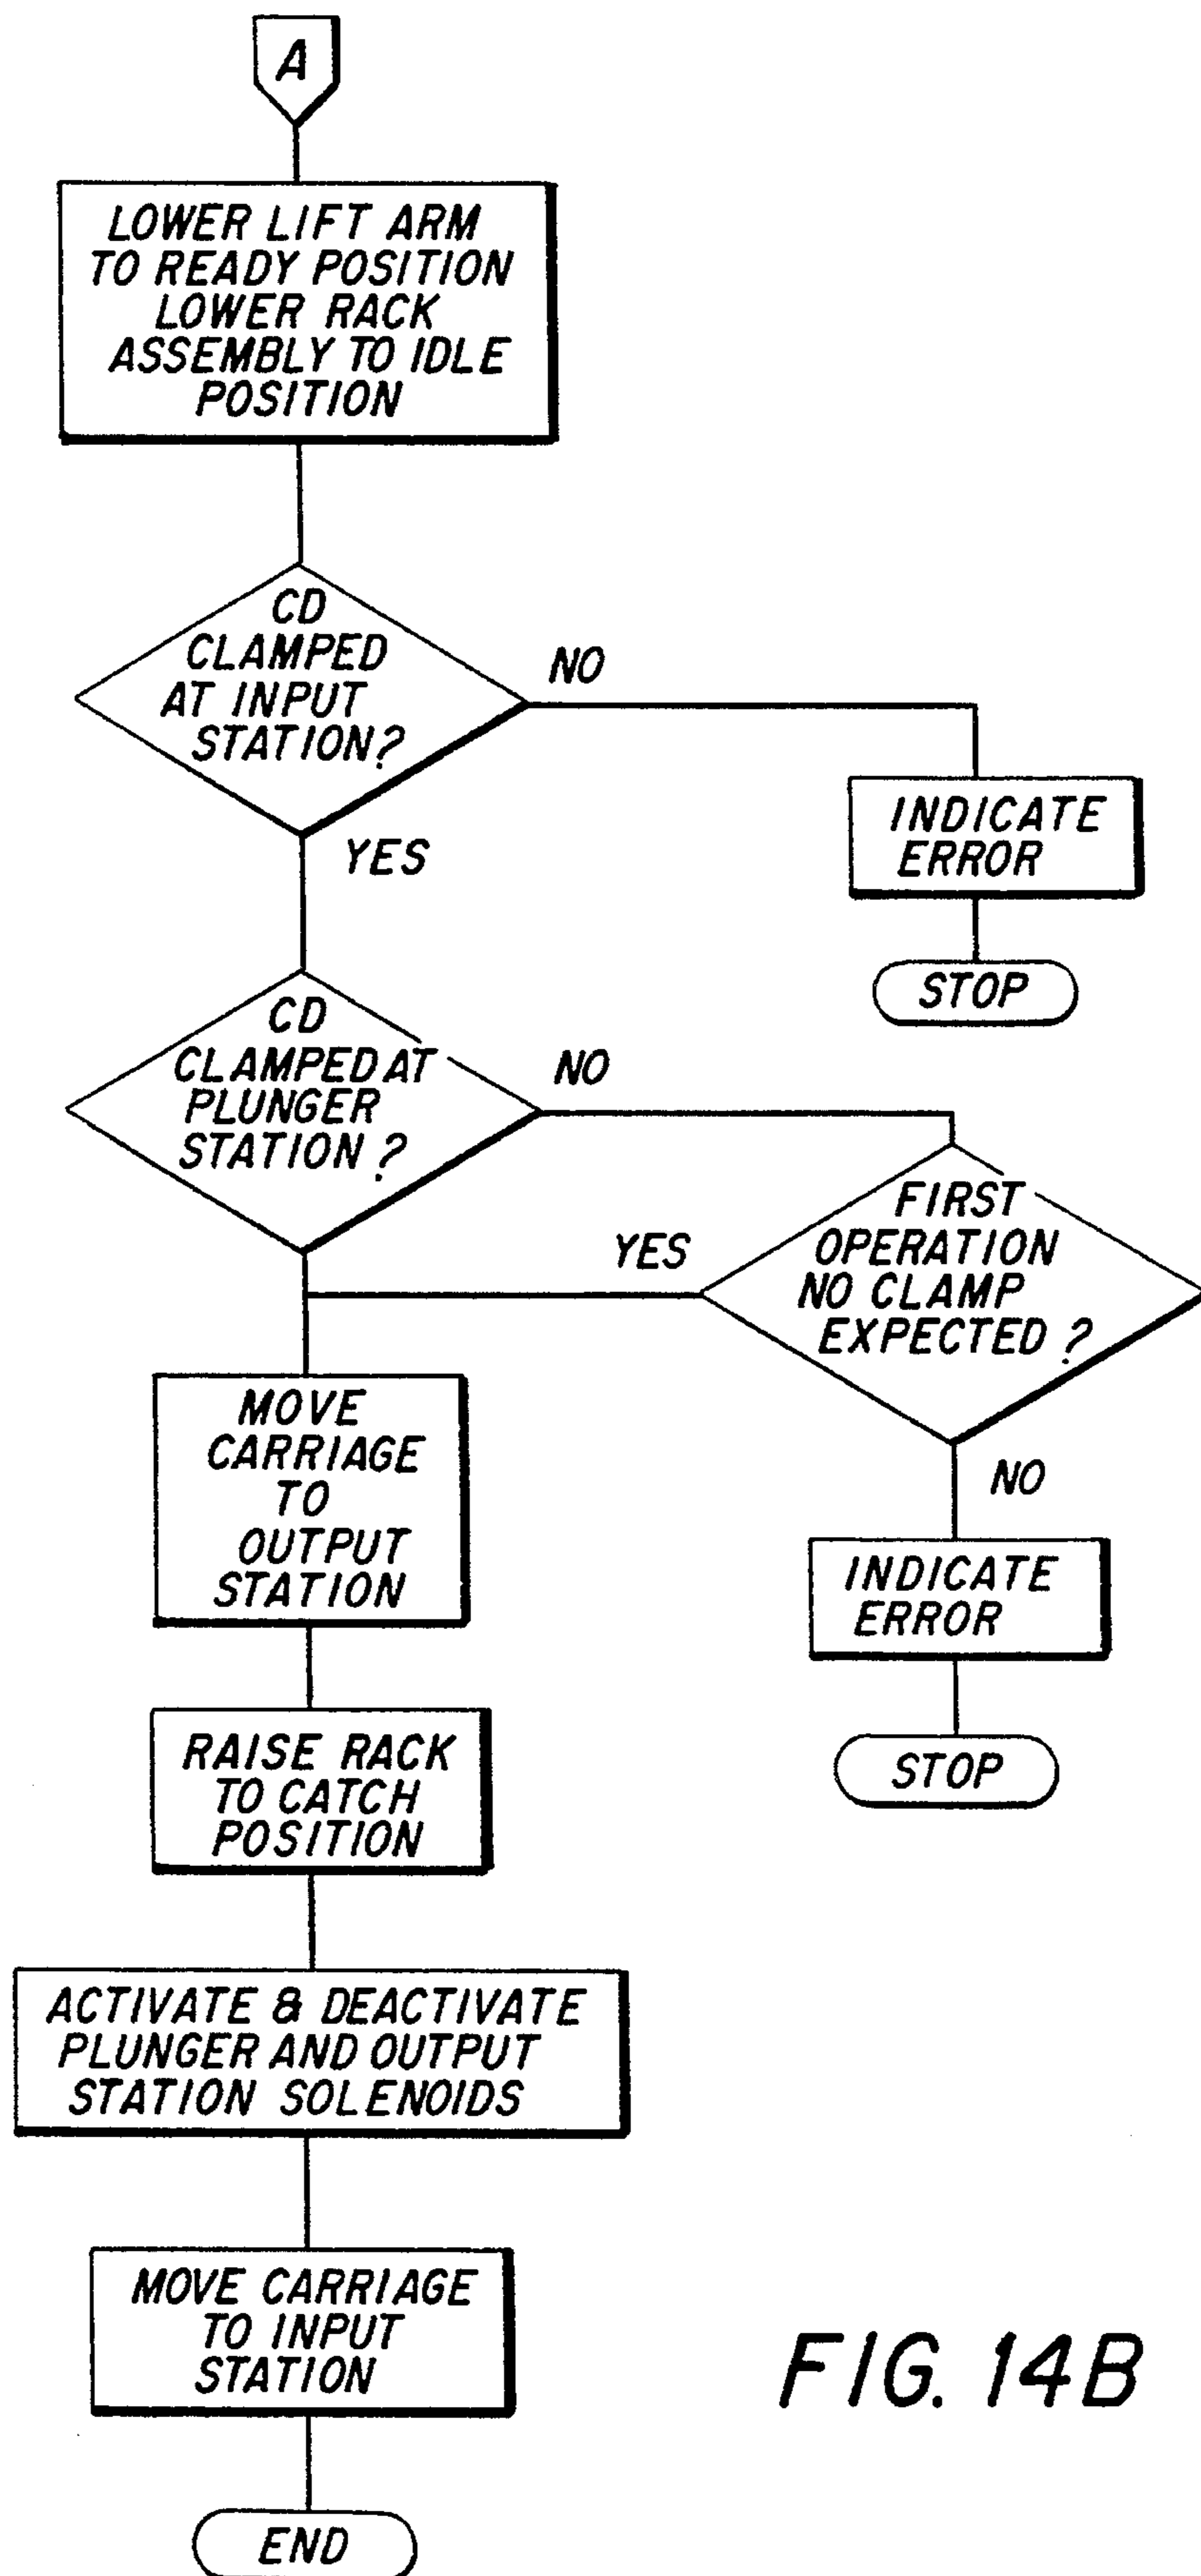 A
LOWER LIFT ARM
TO READY POSITION
LOWER RACK
ASSEMBLY TO IDLE
POSITION
CD
CLAMPED
AT INPUT
STATION?
NO
INDICATE
ERROR
STOP
YES
CD
CLAMPED AT
PLUNGER
STATION?
NO
FIRST
OPERATION
NO CLAMP
EXPECTED?
YES
NO
INDICATE
ERROR
STOP
MOVE
CARRIAGE
TO
OUTPUT
STATION
RAISE RACK
TO CATCH
POSITION
ACTIVATE & DEACTIVATE
PLUNGER AND OUTPUT
STATION SOLENOIDS
MOVE CARRIAGE
TO INPUT
STATION
END
FIG. 14B